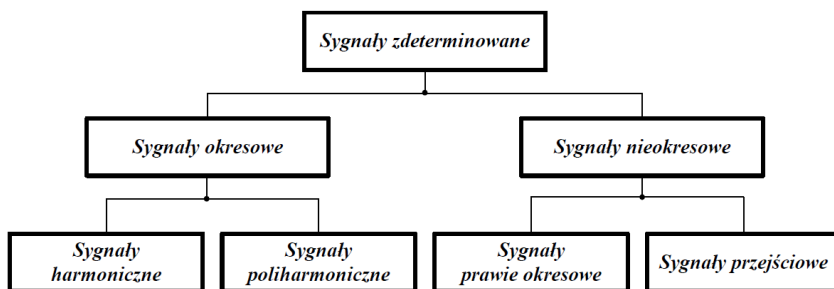 Sygnały zdeterminowane
Sygnały okresowe
Sygnały nieokresowe
Sygnały
harmoniczne
Sygnały
poliharmoniczne
Sygnały
prawie okresowe
Sygnały przejściowe